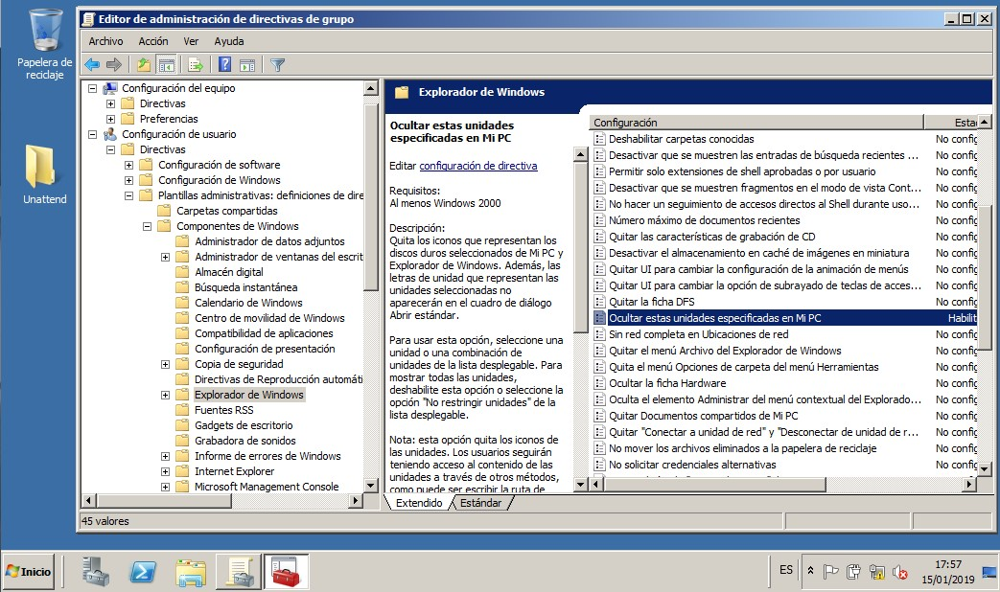 Papelera de
reciclaje
Unattend
Editor de administración de directivas de grupo
Archivo Acción Ver Ayuda
Configuración del equipo
Directivas
Preferencias
Configuración de usuario
Directivas
Configuración de software
Configuración de Windows
Plantillas administrativas: definiciones de dire
Carpetas compartidas
Componentes de Windows
Administrador de datos adjuntos
Administrador de ventanas del escrit
Almacén digital
Búsqueda instantánea
Calendario de Windows
Centro de movilidad de Windows
Compatibilidad de aplicaciones
Configuración de presentación
Copia de seguridad
Directivas de Reproducción automáti
Explorador de Windows
Fuentes RSS
Gadgets de escritorio
Grabadora de sonidos
Informe de errores de Windows
Internet Explorer
Microsoft Management Console
Explorador de Windows
Ocultar estas unidades
especificadas en Mi PC
Editar configuración de directiva
Requisitos:
Al menos Windows 2000
Descripción:
Quita los iconos que representan los
discos duros seleccionados de Mi PC y
Explorador de Windows. Además, las
letras de unidad que representan las
unidades seleccionadas no
aparecerán en el cuadro de diálogo
Abrir estándar.
Para usar esta opción, seleccione una
unidad o una combinación de
unidades de la lista desplegable. Para
mostrar todas las unidades,
deshabilite esta opción o seleccione la
opción "No restringir unidades" de la
lista desplegable.
Nota: esta opción quita los iconos de
las unidades. Los usuarios seguirán
teniendo acceso al contenido de las
unidades a través de otros métodos,
como puede ser escribir la ruta de
Configuración Estad
Deshabilitar carpetas conocidas No config
Desactivar que se muestren las entradas de búsqueda recientes ... No config
Permitir solo extensiones de shell aprobadas o por usuario No config
Desactivar que se muestren fragmentos en el modo de vista Cont... No config
No hacer un seguimiento de accesos directos al Shell durante uso... No config
Número máximo de documentos recientes No config
Quitar las características de grabación de CD No config
Desactivar el almacenamiento en caché de imágenes en miniatura No config
Quitar UI para cambiar la configuración de la animación de menús No config
Quitar UI para cambiar la opción de subrayado de teclas de acces... No config
Quitar la ficha DFS No config
Ocultar estas unidades especificadas en Mi PC Habilit
Sin red completa en Ubicaciones de red No config
Quitar el menú Archivo del Explorador de Windows No config
Quita el menú Opciones de carpeta del menú Herramientas No config
Ocultar la ficha Hardware No config
Oculta el elemento Administrar del menú contextual del Explorado... No config
Quitar Documentos compartidos de Mi PC No config
Quitar "Conectar a unidad de red" y "Desconectar de unidad de r... No config
No mover los archivos eliminados a la papelera de reciclaje No config
No solicitar credenciales alternativas No config
Extendido Estándar
45 valores
Inicio
ES
17:57
15/01/2019